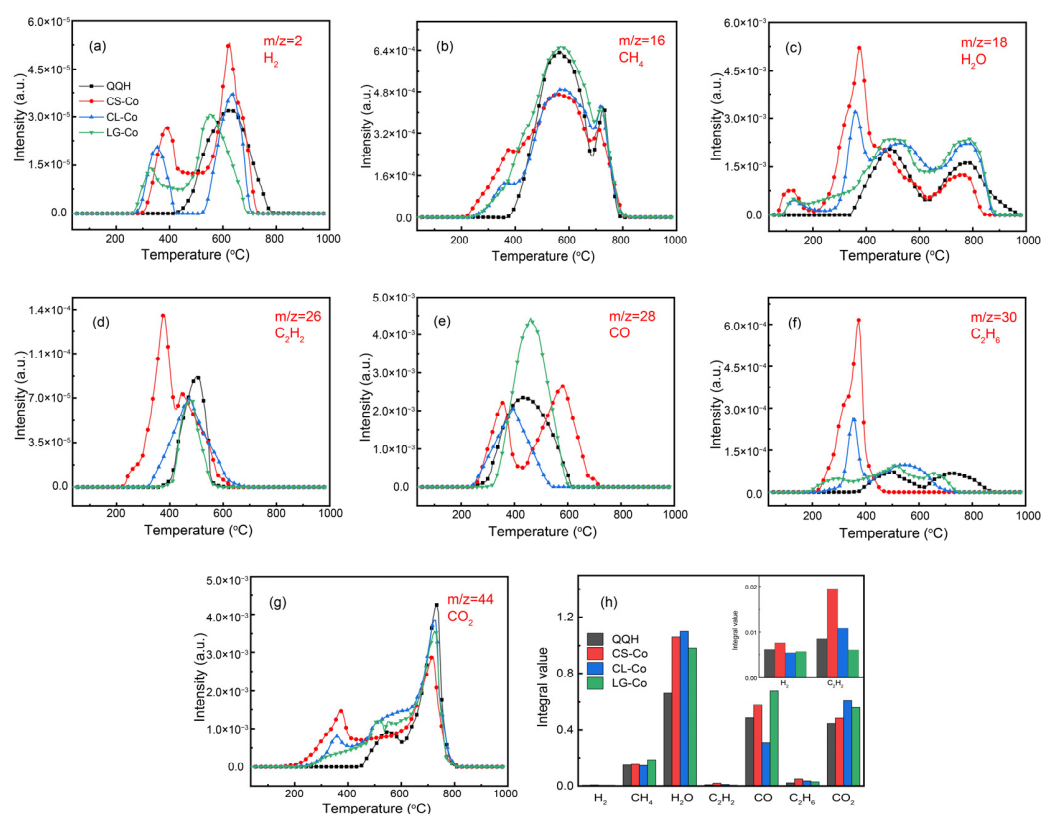 (a)
m/z=2
H₂
QQH
CS-Co
CL-Co
LG-Co
6.0×10⁻⁵
4.5×10⁻⁵
3.0×10⁻⁵
1.5×10⁻⁵
0.0
Intensity (a.u.)
200 400 600 800 1000
Temperature (°C)
(b)
m/z=16
CH₄
6.4×10⁻⁴
4.8×10⁻⁴
3.2×10⁻⁴
1.6×10⁻⁴
0.0
Intensity (a.u.)
200 400 600 800 1000
Temperature (°C)
(c)
m/z=18
H₂O
6.0×10⁻³
4.5×10⁻³
3.0×10⁻³
1.5×10⁻³
0.0
Intensity (a.u.)
200 400 600 800 1000
Temperature (°C)
(d)
m/z=26
C₂H₂
1.4×10⁻⁴
1.1×10⁻⁴
7.0×10⁻⁵
3.5×10⁻⁵
0.0
Intensity (a.u.)
200 400 600 800 1000
Temperature (°C)
(e)
m/z=28
CO
5.0×10⁻³
4.0×10⁻³
3.0×10⁻³
2.0×10⁻³
1.0×10⁻³
0.0
Intensity (a.u.)
200 400 600 800 1000
Temperature (°C)
(f)
m/z=30
C₂H₆
6.0×10⁻⁴
4.5×10⁻⁴
3.0×10⁻⁴
1.5×10⁻⁴
0.0
Intensity (a.u.)
200 400 600 800 1000
Temperature (°C)
(g)
m/z=44
CO₂
5.0×10⁻³
4.0×10⁻³
3.0×10⁻³
2.0×10⁻³
1.0×10⁻³
0.0
Intensity (a.u.)
200 400 600 800 1000
Temperature (°C)
(h)
QQH
CS-Co
CL-Co
LG-Co
1.2
0.8
0.4
0.0
Integral value
H₂ CH₄ H₂O C₂H₂ CO C₂H₆ CO₂
0.02
0.01
0.00
Integral value
H₂ C₂H₂